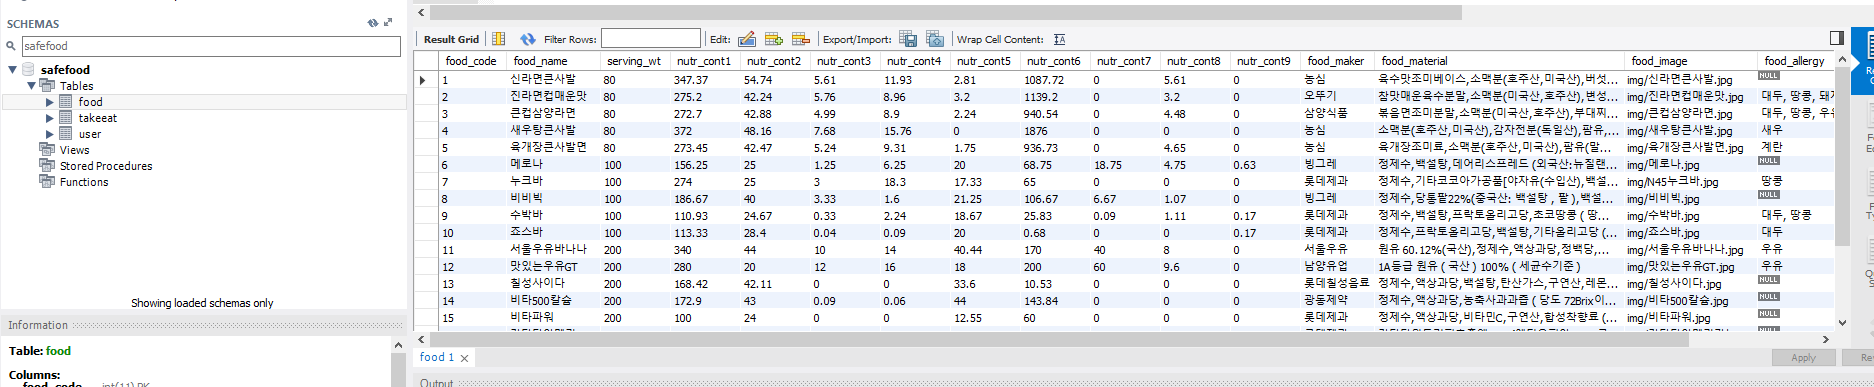 SCHEMAS
safefood
safefood
Tables
food
takeeat
user
Views
Stored Procedures
Functions
Showing loaded schemas only
Information
Table: food
Columns:
Result Grid Filter Rows: Edit: Export/Import: Wrap Cell Content:
food_code food_name serving_wt nutr_cont1 nutr_cont2 nutr_cont3 nutr_cont4 nutr_cont5 nutr_cont6 nutr_cont7 nutr_cont8 nutr_cont9 food_maker food_material food_image food_allergy
1 신라면큰사발 80 347.37 54.74 5.61 11.93 2.81 1087.72 0 5.61 0 농심 육수맛조미베이스,소맥분(호주산,미국산),버섯... img/신라면큰사발.jpg NULL
2 진라면컵매운맛 80 275.2 42.24 5.76 8.96 3.2 1139.2 0 3.2 0 오뚜기 참맛매운육수분말,소맥분(미국산,호주산),변성... img/진라면컵매운맛.jpg 대두, 땅콩, 돼지
3 큰컵삼양라면 80 272.7 42.88 4.99 8.9 2.24 940.54 0 4.48 0 삼양식품 볶음면조미분말,소맥분(미국산,호주산),부대찌... img/큰컵삼양라면.jpg 대두, 땅콩, 우유
4 새우탕큰사발 80 372 48.16 7.68 15.76 0 1876 0 0 0 농심 소맥분(호주산,미국산),감자전분(독일산),팜유,... img/새우탕큰사발.jpg 새우
5 육개장큰사발면 80 273.45 42.47 5.24 9.31 1.75 936.73 0 4.65 0 농심 육개장조미료,소맥분(미국산,호주산),팜유(말... img/육개장큰사발면.jpg 계란
6 메로나 100 156.25 25 1.25 6.25 20 68.75 18.75 4.75 0.63 빙그레 정제수,백설탕,데어리스프레드 (외국산:뉴질랜... img/메로나.jpg NULL
7 누크바 100 274 25 3 18.3 17.33 65 0 0 0 롯데제과 정제수,기타코코아가공품[야자유(수입산),백설... img/N45누크바.jpg 땅콩
8 비비빅 100 186.67 40 3.33 1.6 21.25 106.67 6.67 1.07 0 빙그레 정제수,당통팥22%(중국산: 백설탕 , 팥 ),백설... img/비비빅.jpg NULL
9 수박바 100 110.93 24.67 0.33 2.24 18.67 25.83 0.09 1.11 0.17 롯데제과 정제수,백설탕,프락토올리고당,초코땅콩 ( 땅... img/수박바.jpg 대두, 땅콩
10 죠스바 100 113.33 28.4 0.04 0.09 20 0.68 0 0 0.17 롯데제과 정제수,프락토올리고당,백설탕,기타올리고당 (... img/죠스바.jpg 대두
11 서울우유바나나 200 340 44 10 14 40.44 170 40 8 0 서울우유 원유 60.12%(국산),정제수,액상과당,정백당,... img/서울우유바나나.jpg 우유
12 맛있는우유GT 200 280 20 12 16 18 200 60 9.6 0 남양유업 1A등급 원유 ( 국산 ) 100% ( 세균수기준 ) img/맛있는우유GT.jpg 우유
13 칠성사이다 200 168.42 42.11 0 0 33.6 10.53 0 0 0 롯데칠성음료 정제수,액상과당,백설탕,탄산가스,구연산,레몬... img/칠성사이다.jpg NULL
14 비타500칼슘 200 172.9 43 0.09 0.06 44 143.84 0 0 0 광동제약 정제수,액상과당,농축사과과즙 ( 당도 72Brix이... img/비타500칼슘.jpg NULL
15 비타파워 200 100 24 0 0 12.55 60 0 0 0 롯데칠성음료 정제수,액상과당,비타민C,구연산,합성착향료 (... img/비타파워.jpg NULL
food 1
Apply
Output